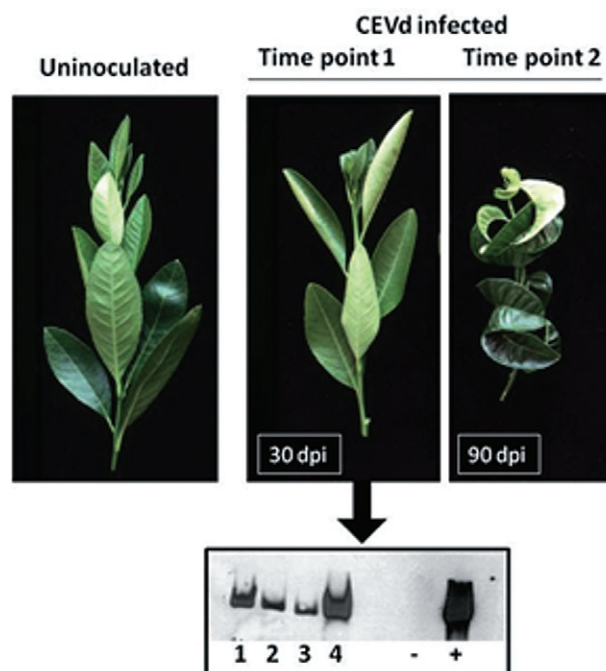 CEVd infected
Uninoculated
Time point 1
Time point 2
30 dpi
90 dpi
1 2 3 4 - +